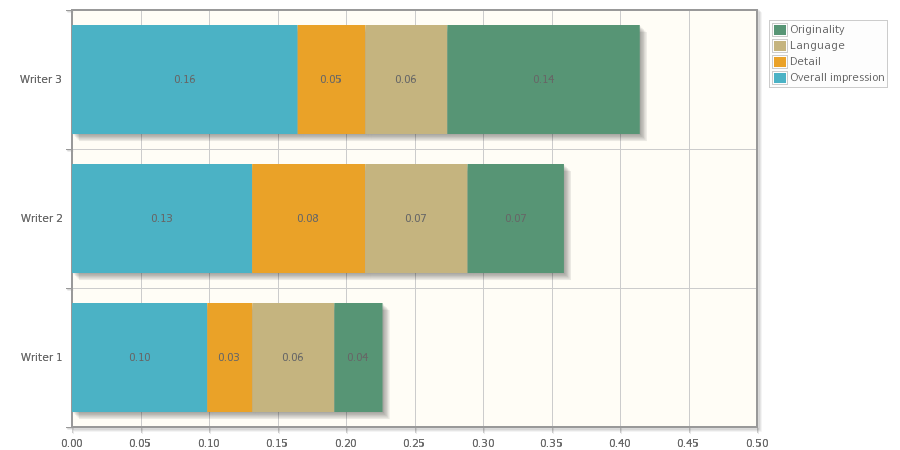 Writer 3
0.16 0.05 0.06 0.14
Writer 2
0.13 0.08 0.07 0.07
Writer 1
0.10 0.03 0.06 0.04
0.00 0.05 0.10 0.15 0.20 0.25 0.30 0.35 0.40 0.45 0.50
Originality
Language
Detail
Overall impression